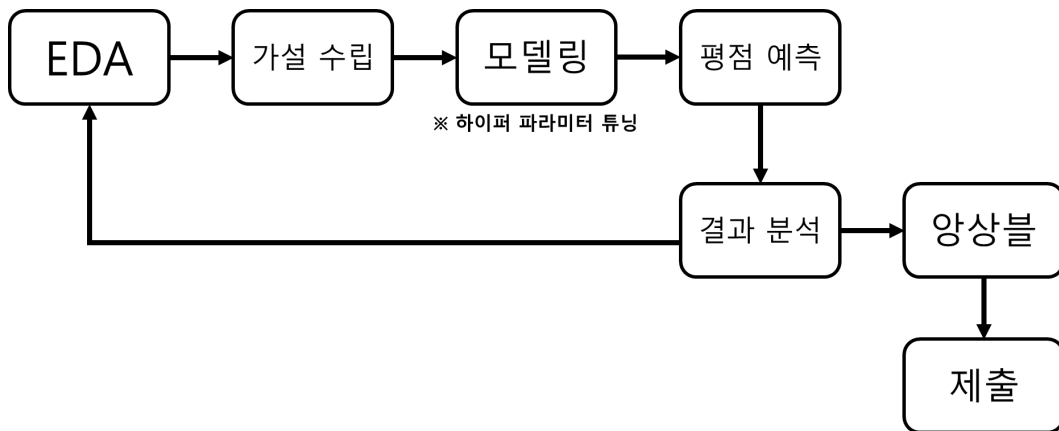 EDA
가설 수립
모델링
평점 예측
※ 하이퍼 파라미터 튜닝
결과 분석
앙상블
제출